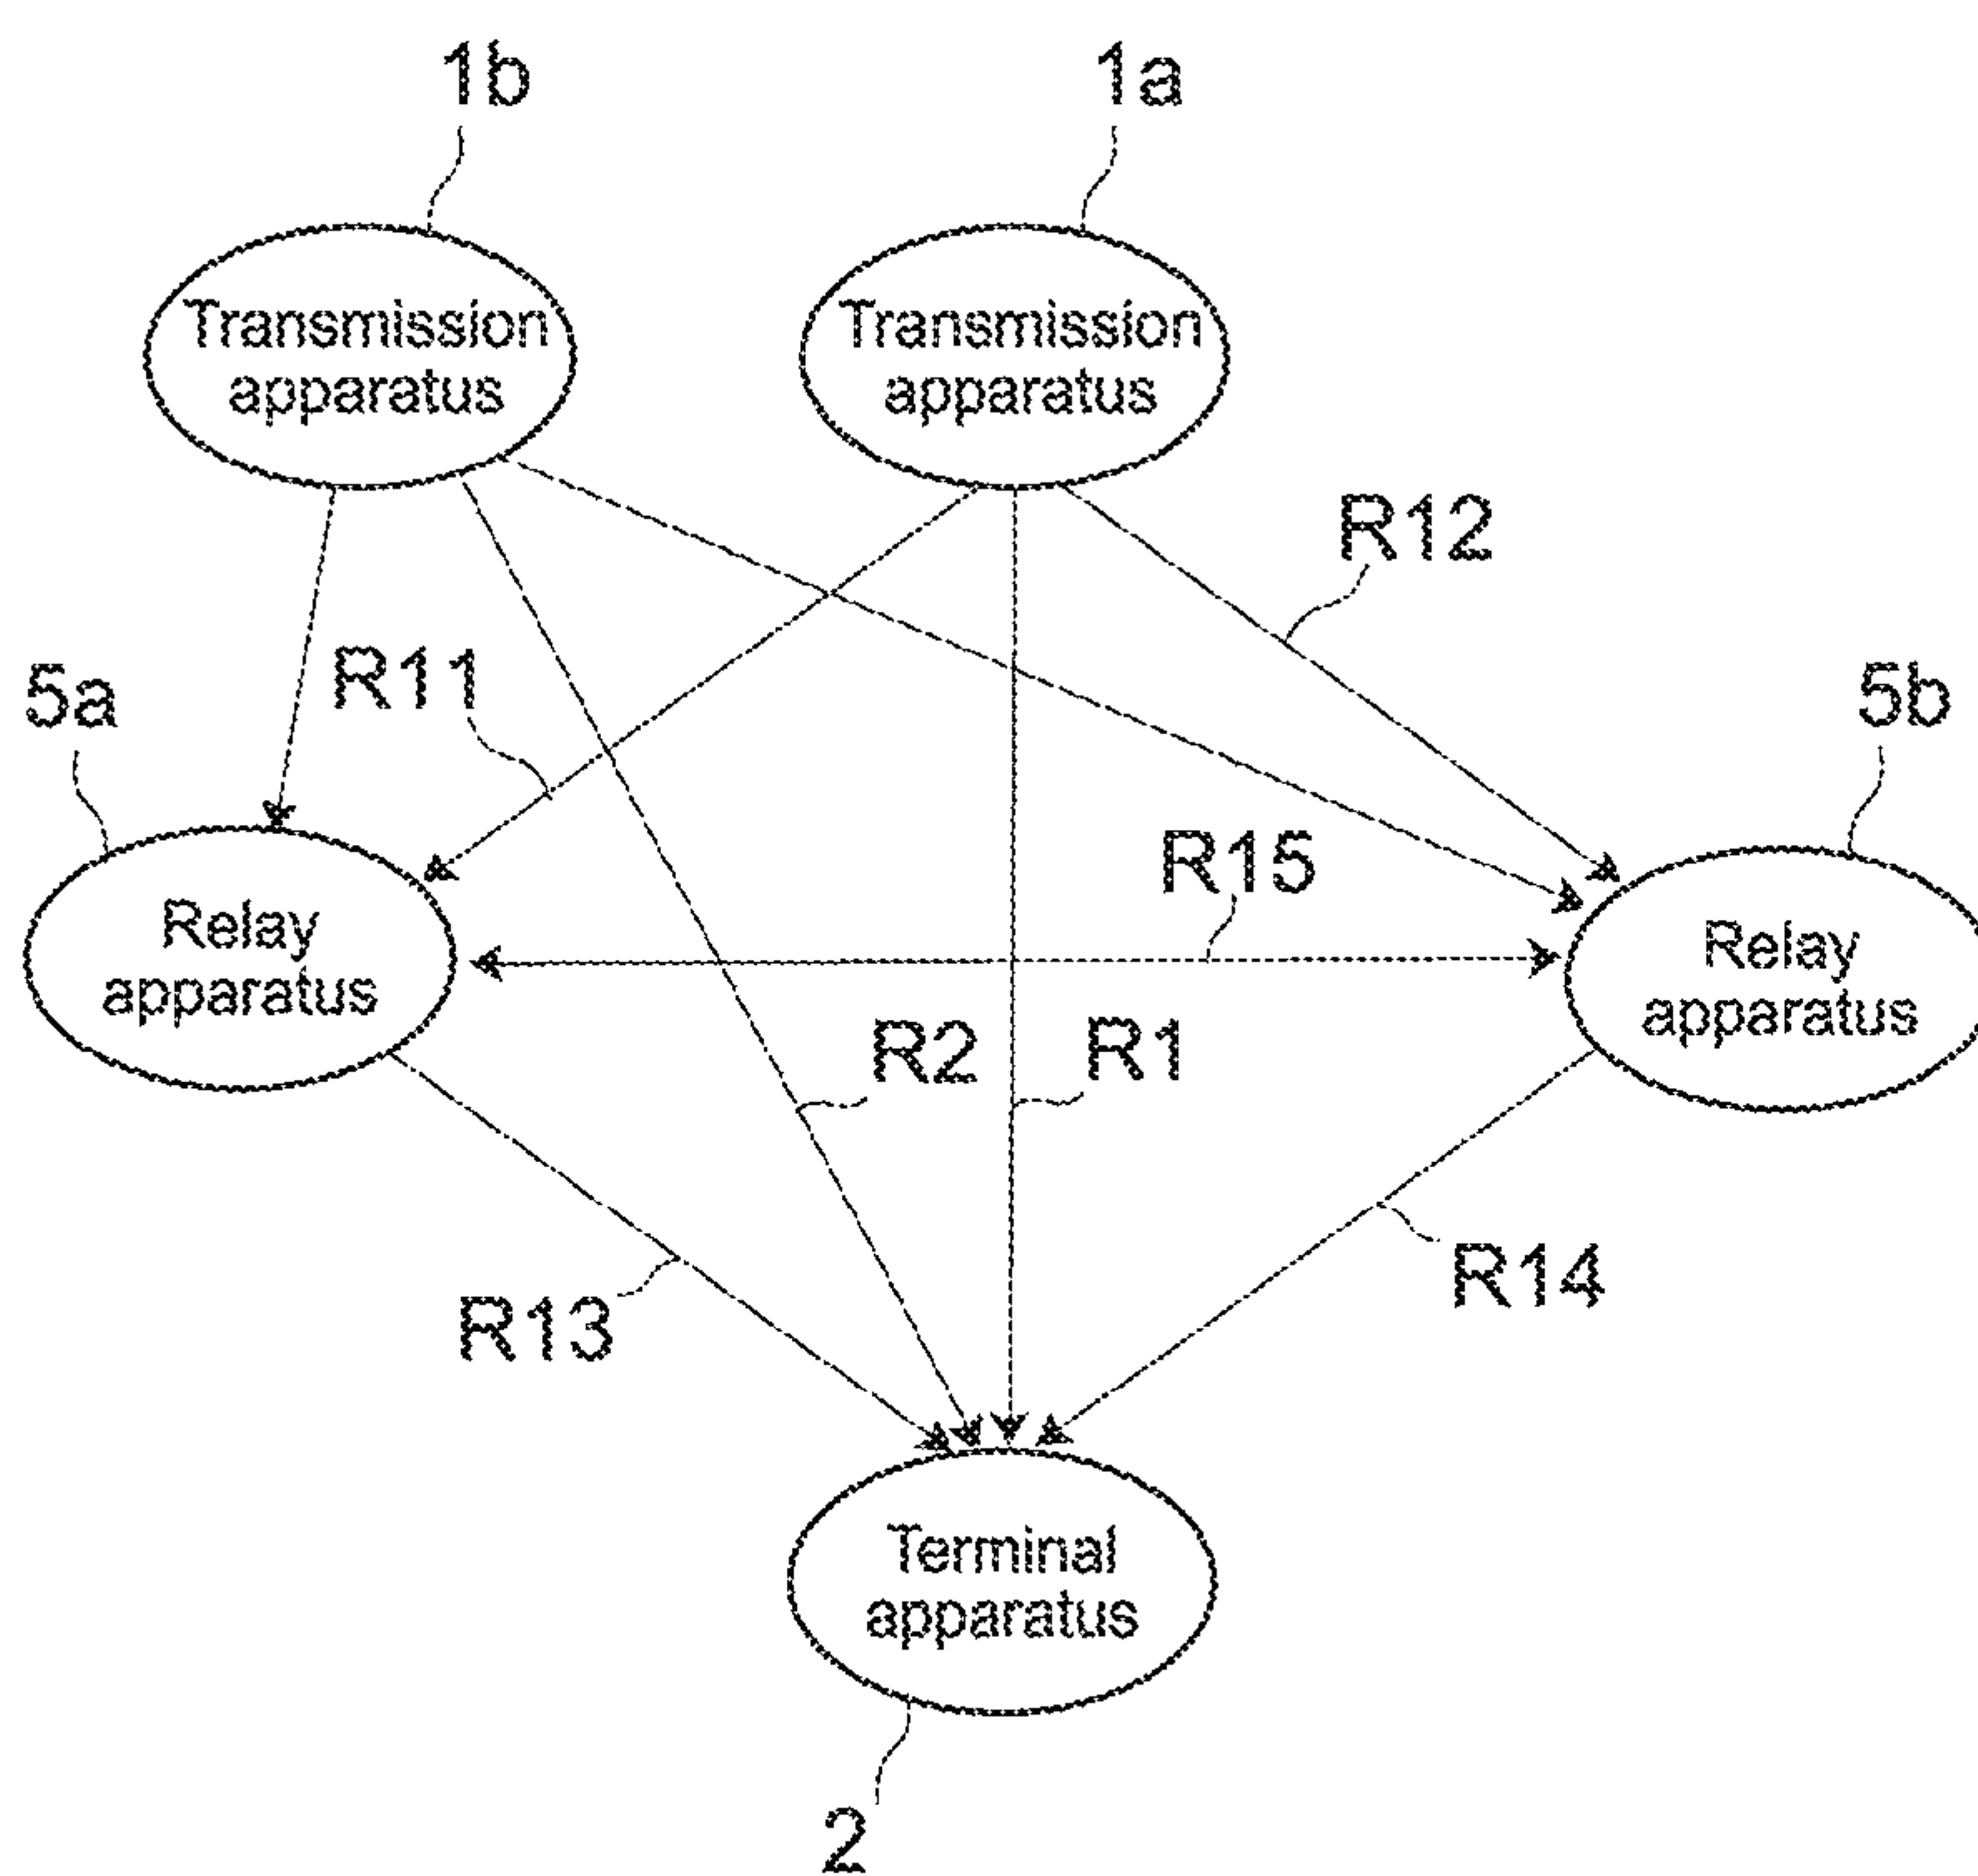 1b
1a
Transmission
apparatus
Transmission
apparatus
R12
R11
5a
5b
R15
Relay
apparatus
Relay
apparatus
R2
R1
R14
R13
Terminal
apparatus
2